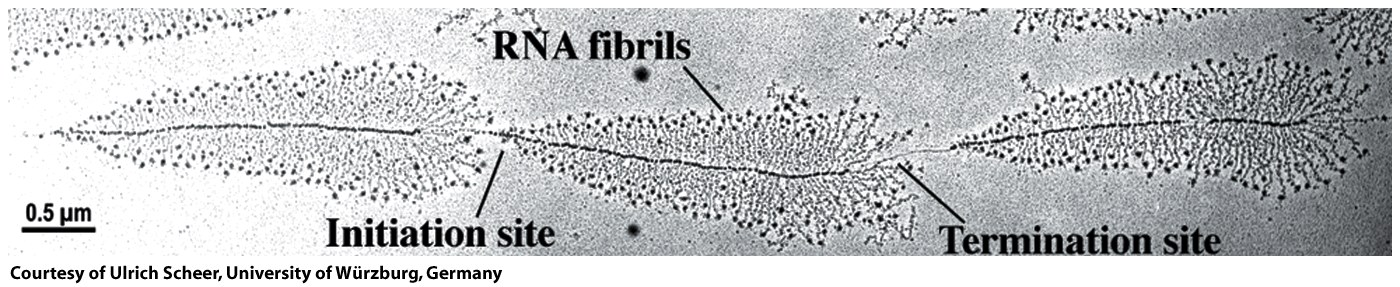 RNA fibrils
0.5 µm
Initiation site
Termination site
Courtesy of Ulrich Scheer, University of Würzburg, Germany